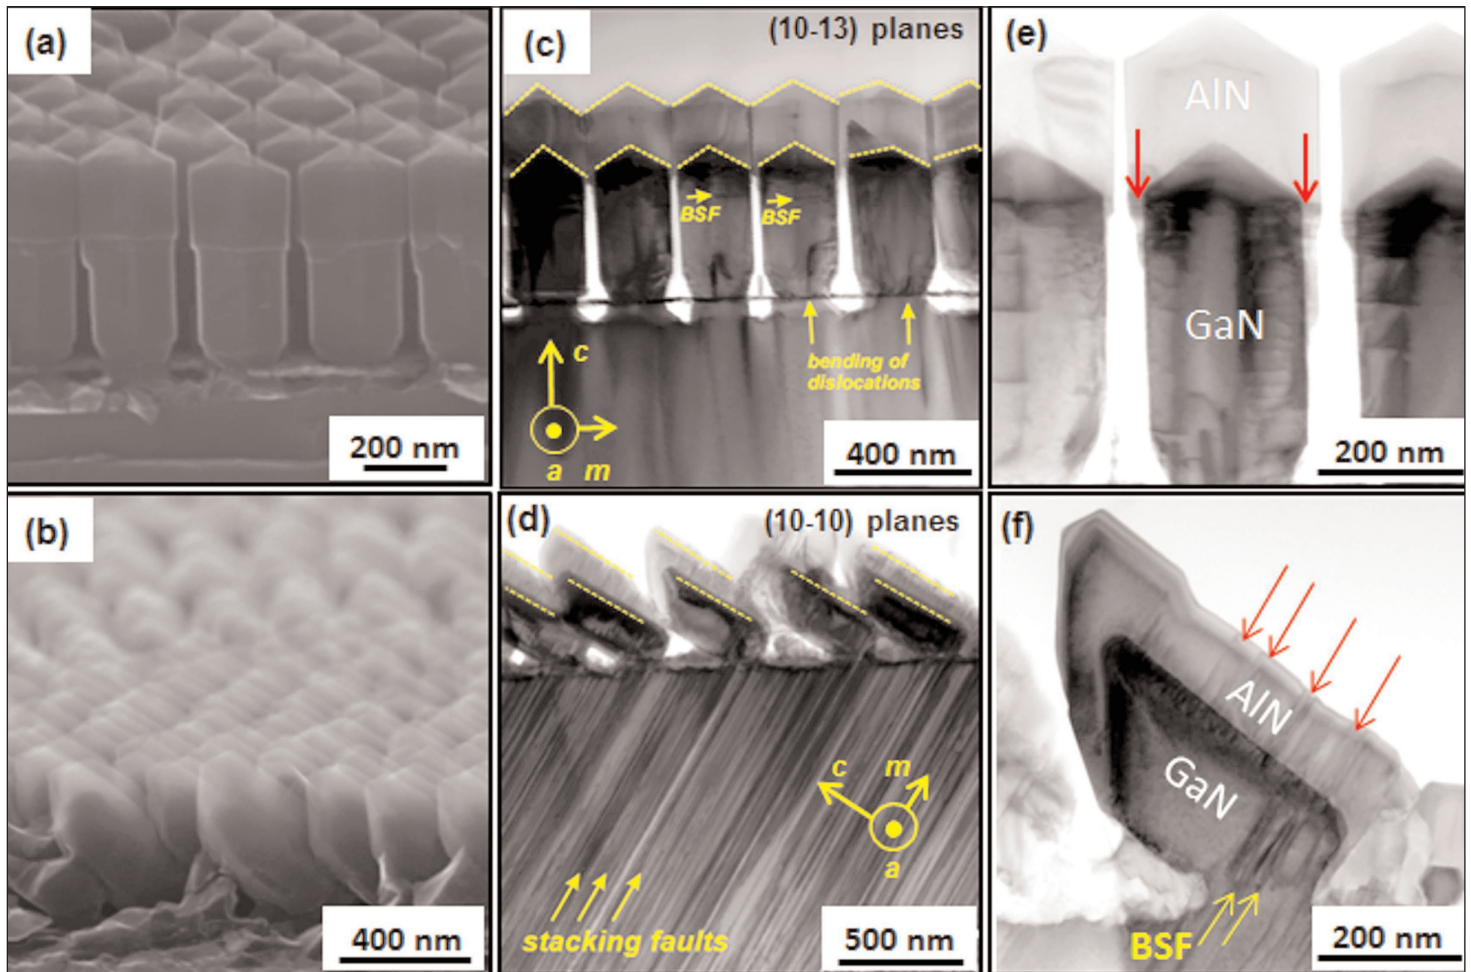 (a)
200 nm
(b)
400 nm
(c)
(10-13) planes
BSF
BSF
c
bending of
dislocations
a m
400 nm
(d)
(10-10) planes
c m
a
stacking faults
500 nm
(e)
AlN
GaN
200 nm
(f)
AlN
GaN
BSF
200 nm